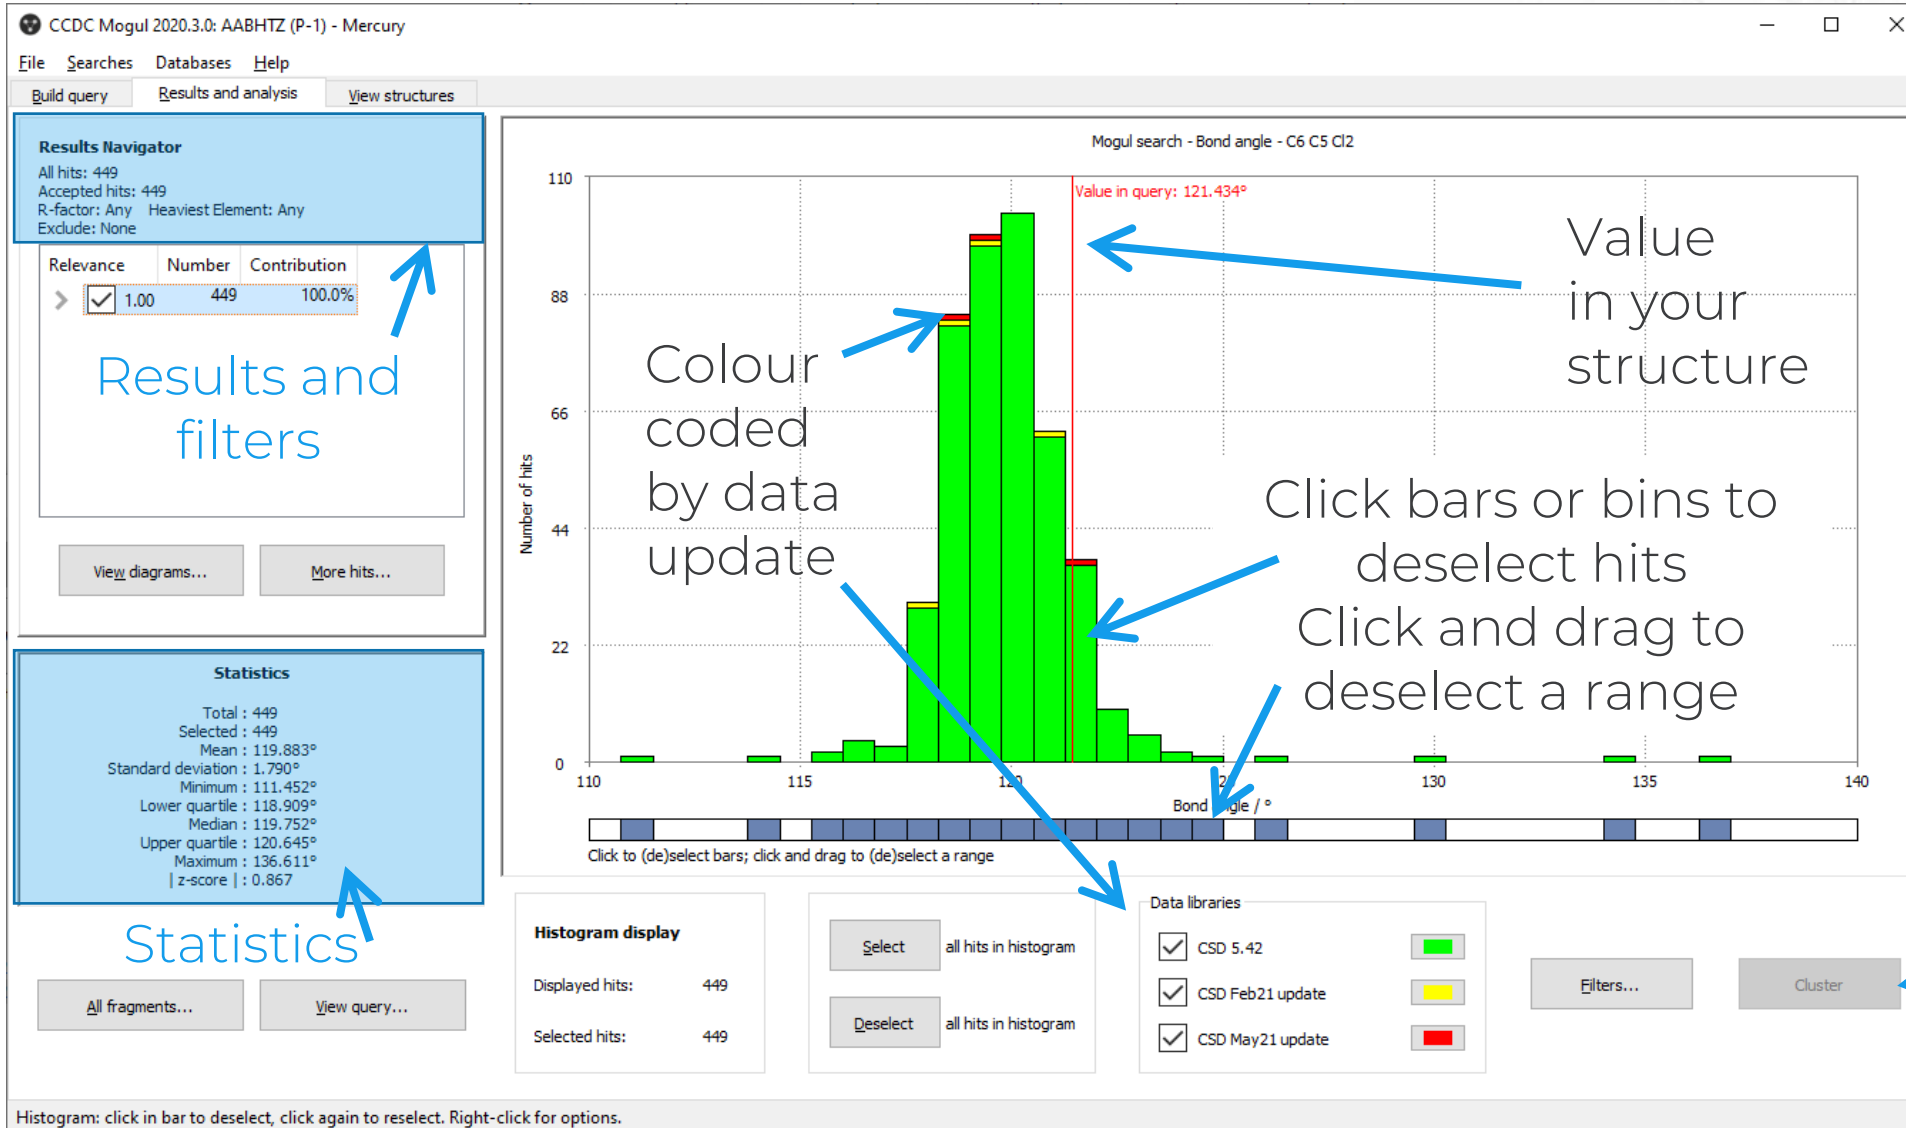 CCDC Mogul 2020.3.0: AABHTZ (P-1) - Mercury
File Searches Databases Help
Build query Results and analysis View structures
Results Navigator
All hits: 449
Accepted hits: 449
R-factor: Any Heaviest Element: Any
Exclude: None
Relevance Number Contribution
1.00 449 100.0%
Results and
filters
View diagrams... More hits...
Statistics
Total : 449
Selected : 449
Mean : 119.883°
Standard deviation : 1.790°
Minimum : 111.452°
Lower quartile : 118.909°
Median : 119.752°
Upper quartile : 120.645°
Maximum : 136.611°
| z-score | : 0.867
Statistics
All fragments... View query...
Mogul search - Bond angle - C6 C5 Cl2
Value in query: 121.434°
110
88
66
44
22
0
Number of hits
110 115 120 125 130 135 140
Bond angle / °
Value
in your
structure
Colour
coded
by data
update
Click bars or bins to
deselect hits
Click and drag to
deselect a range
Click to (de)select bars; click and drag to (de)select a range
Histogram display
Displayed hits: 449
Selected hits: 449
Select all hits in histogram
Deselect all hits in histogram
Data libraries
CSD 5.42
CSD Feb21 update
CSD May21 update
Filters... Cluster
Histogram: click in bar to deselect, click again to reselect. Right-click for options.